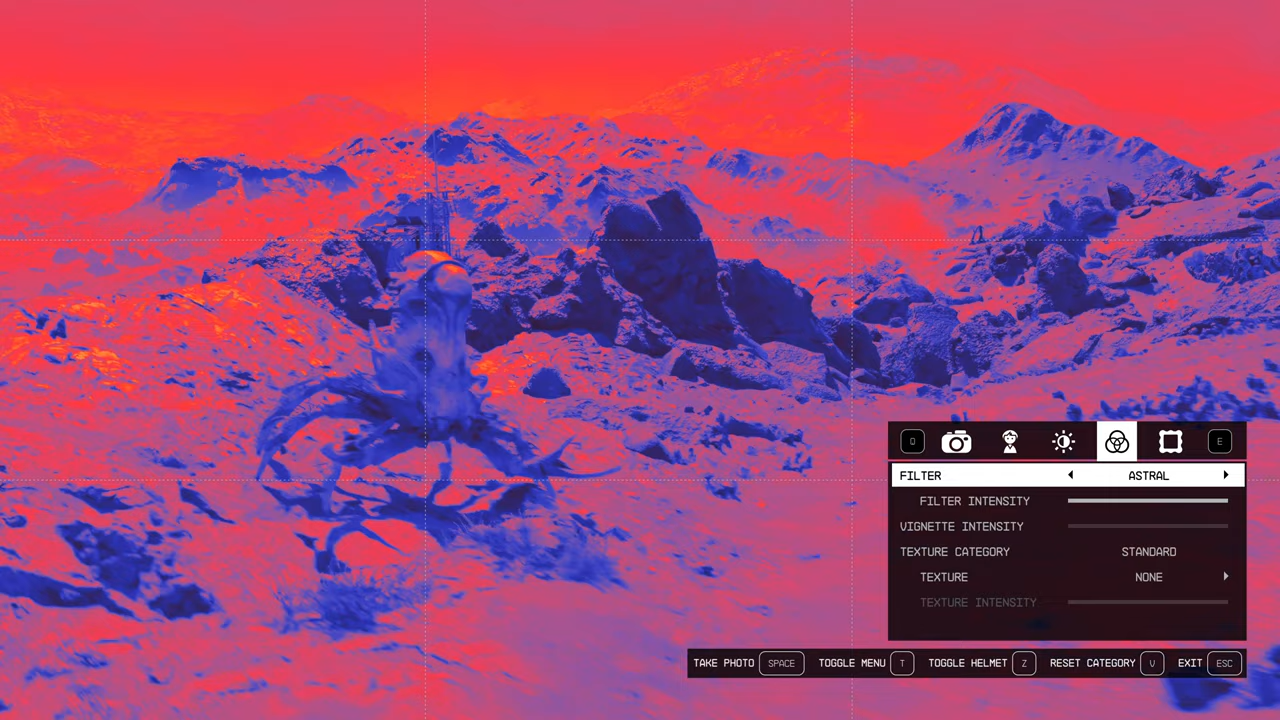 Q E
FILTER ASTRAL
FILTER INTENSITY
VIGNETTE INTENSITY
TEXTURE CATEGORY STANDARD
TEXTURE NONE
TEXTURE INTENSITY
TAKE PHOTO SPACE TOGGLE MENU T TOGGLE HELMET Z RESET CATEGORY V EXIT ESC